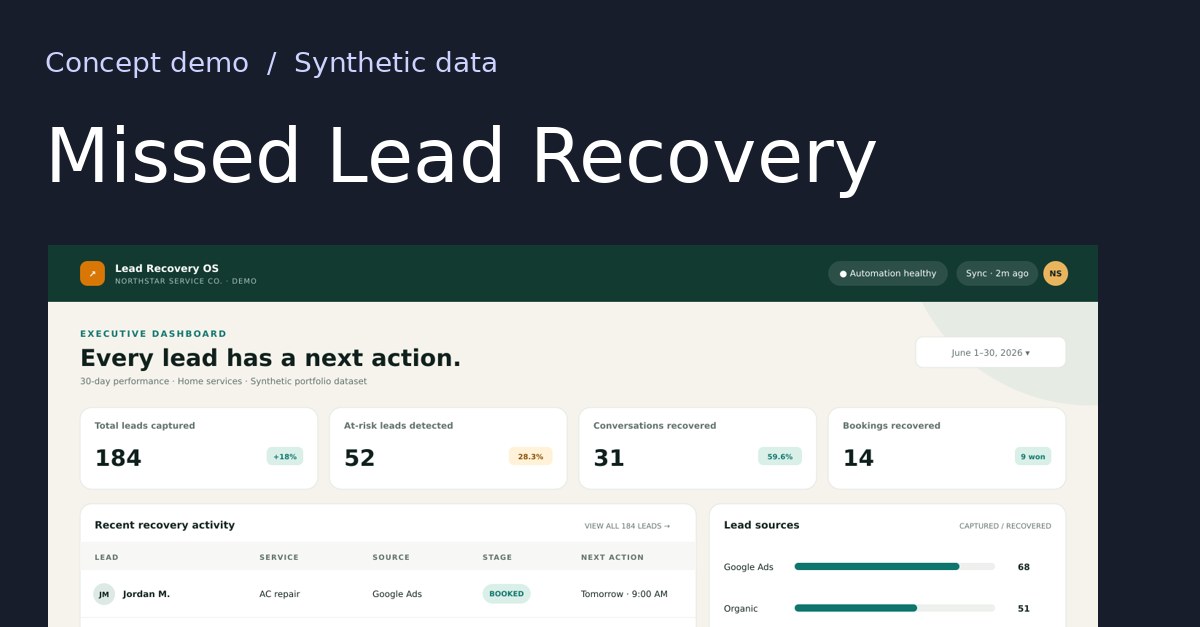 Concept demo / Synthetic data
Missed Lead Recovery
↗ Lead Recovery OS
NORTHSTAR SERVICE CO. · DEMO
● Automation healthy
Sync · 2m ago
NS
EXECUTIVE DASHBOARD
Every lead has a next action.
30-day performance · Home services · Synthetic portfolio dataset
June 1–30, 2026 ▾
Total leads captured
184 +18%
At-risk leads detected
52 28.3%
Conversations recovered
31 59.6%
Bookings recovered
14 9 won
Recent recovery activity VIEW ALL 184 LEADS →
LEAD SERVICE SOURCE STAGE NEXT ACTION
JM Jordan M. AC repair Google Ads BOOKED Tomorrow · 9:00 AM
Lead sources CAPTURED / RECOVERED
Google Ads 68
Organic 51